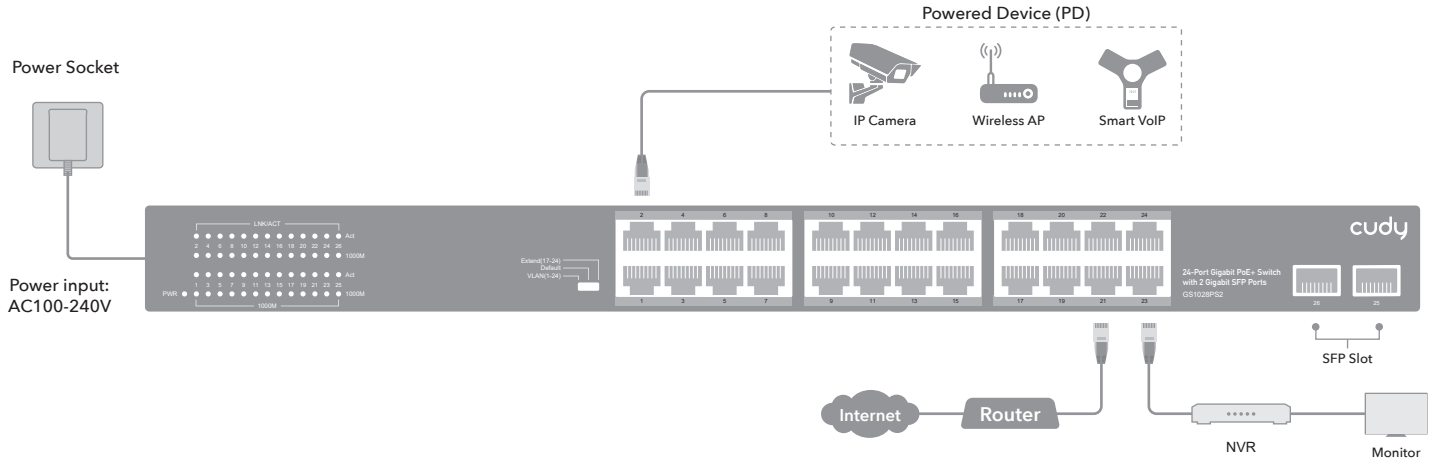 Powered Device (PD)
IP Camera
Wireless AP
Smart VoIP
Power Socket
Power input:
AC100-240V
LNK/ACT
Act
2 4 6 8 10 12 14 16 18 20 22 24 26
1000M
Act
1 3 5 7 9 11 13 15 17 19 21 23 25
PWR
1000M
1000M
Extend(17-24)
Default
VLAN(1-24)
2 4 6 8 10 12 14 16 18 20 22 24
1 3 5 7 9 11 13 15 17 19 21 23
cudy
24-Port Gigabit PoE+ Switch
with 2 Gigabit SFP Ports
GS1028PS2
26 25
SFP Slot
Internet
Router
NVR
Monitor